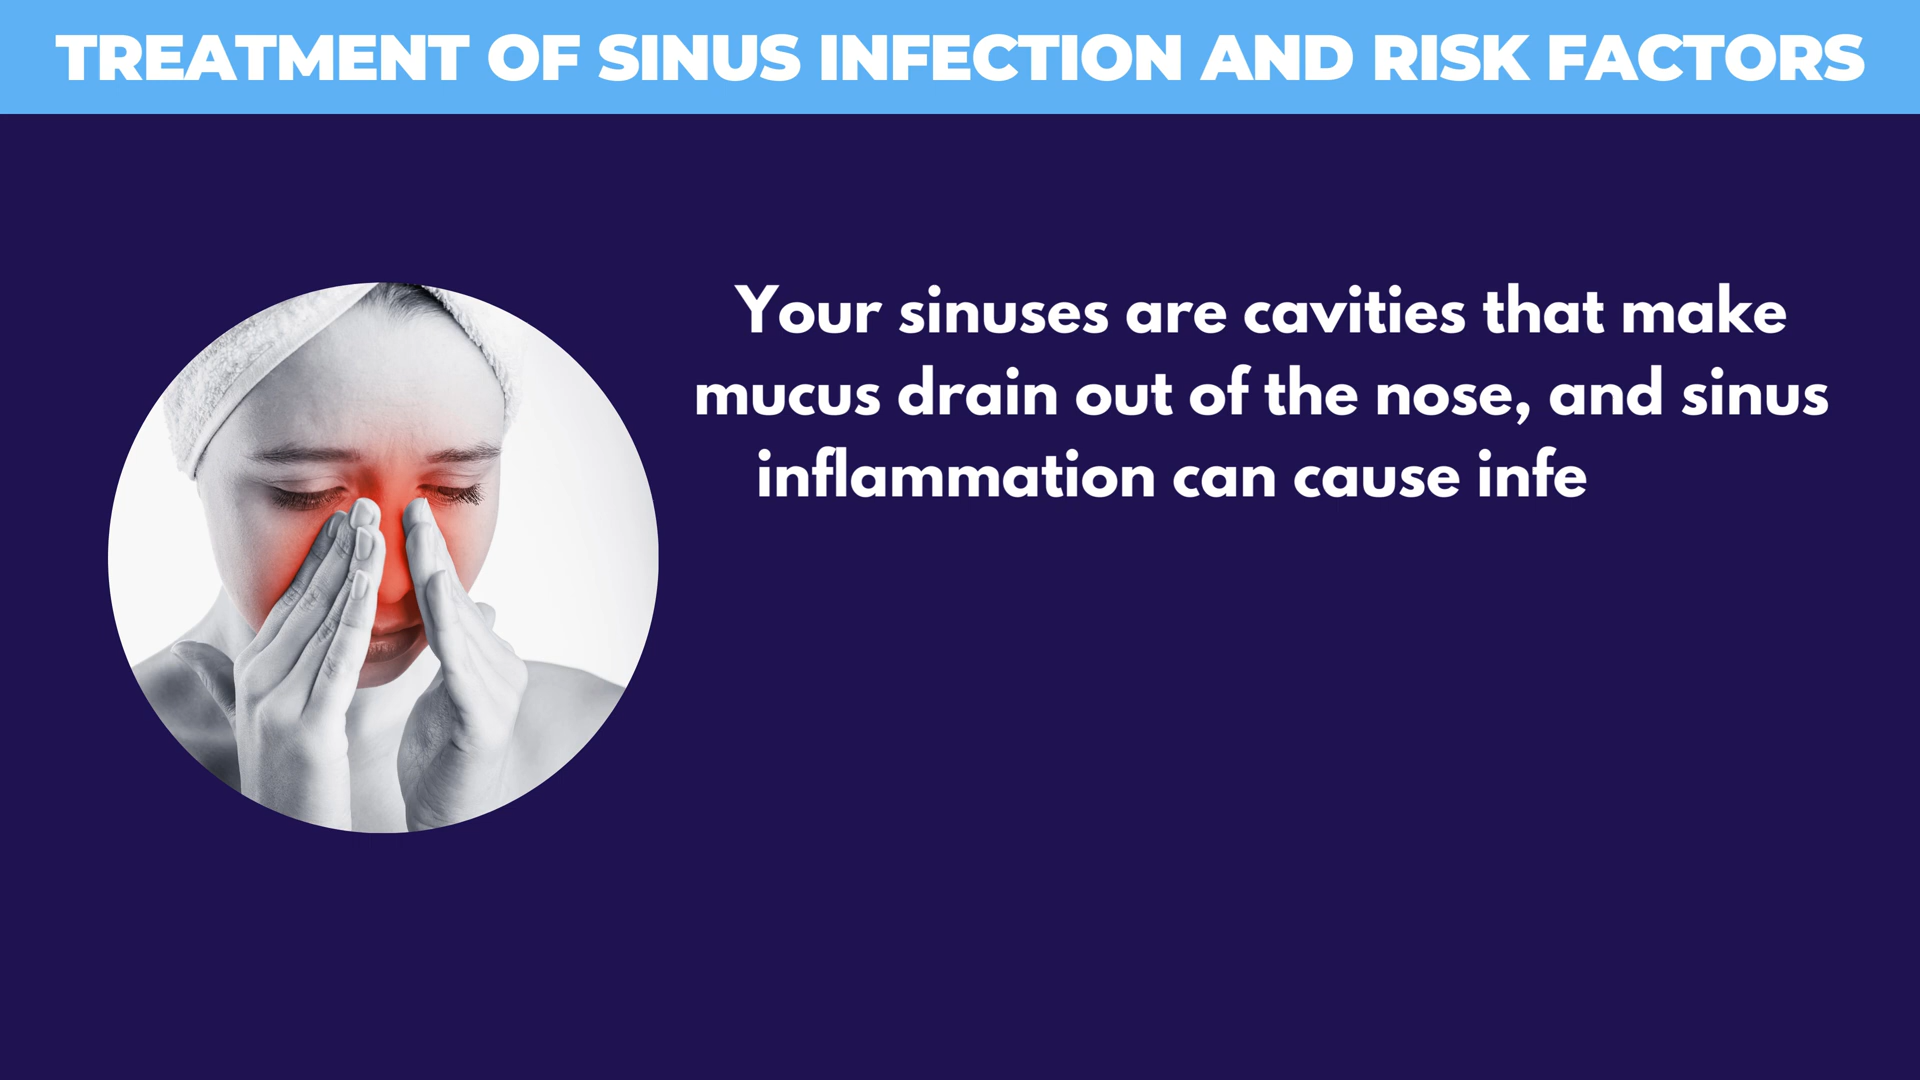 TREATMENT OF SINUS INFECTION AND RISK FACTORS
Your sinuses are cavities that make
mucus drain out of the nose, and sinus
inflammation can cause infe